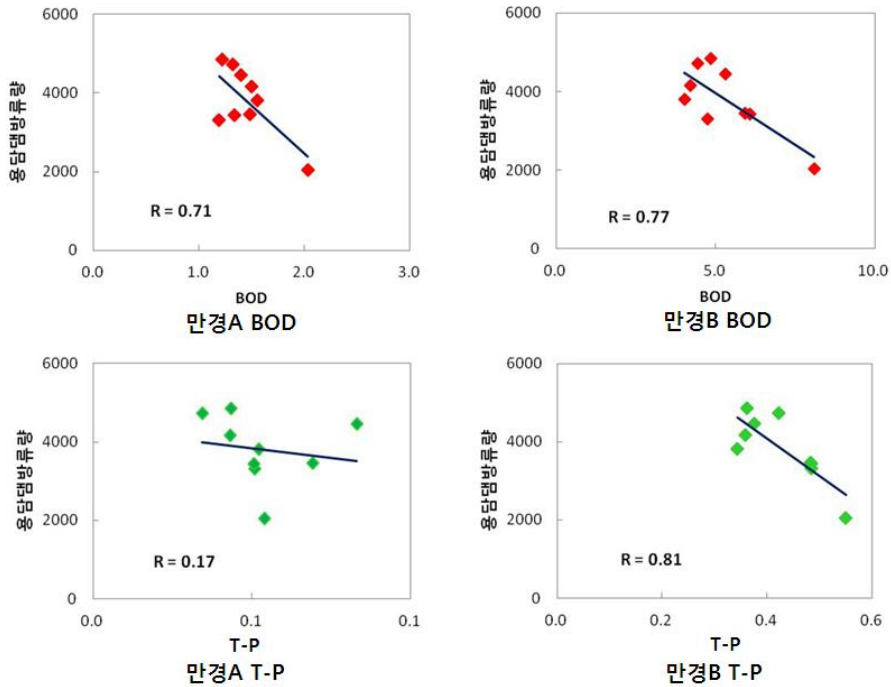 6000
4000
2000
0
용담댐방류량
R = 0.71
0.0 1.0 2.0 3.0
BOD
만경A BOD
6000
4000
2000
0
용담댐방류량
R = 0.77
0.0 5.0 10.0
BOD
만경B BOD
6000
4000
2000
0
용담댐방류량
R = 0.17
0.0 0.1 0.1
T-P
만경A T-P
6000
4000
2000
0
용담댐방류량
R = 0.81
0.0 0.2 0.4 0.6
T-P
만경B T-P